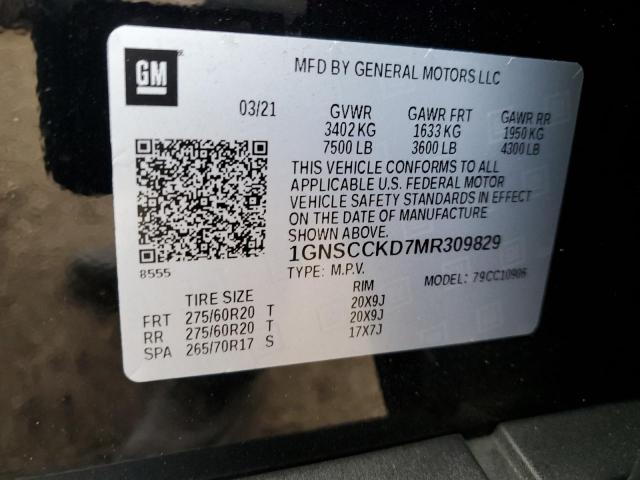 GM
MFD BY GENERAL MOTORS LLC
03/21 GVWR GAWR FRT GAWR RR
3402 KG 1633 KG 1950 KG
7500 LB 3600 LB 4300 LB
THIS VEHICLE CONFORMS TO ALL
APPLICABLE U.S. FEDERAL MOTOR
VEHICLE SAFETY STANDARDS IN EFFECT
ON THE DATE OF MANUFACTURE
SHOWN ABOVE.
1GNSCCKD7MR309829
8555 TYPE: M.P.V. MODEL: 79CC10906
TIRE SIZE RIM
FRT 275/60R20 T 20X9J
RR 275/60R20 T 20X9J
SPA 265/70R17 S 17X7J